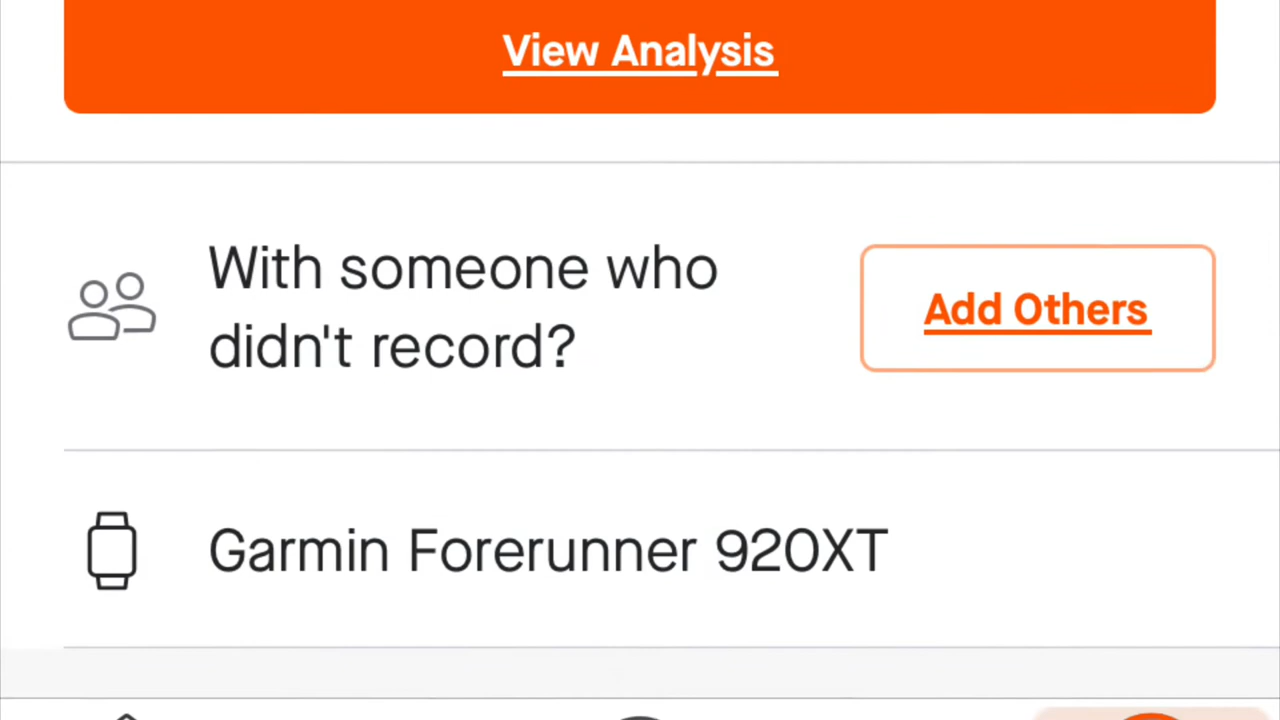 View Analysis
With someone who
didn't record?
Add Others
Garmin Forerunner 920XT